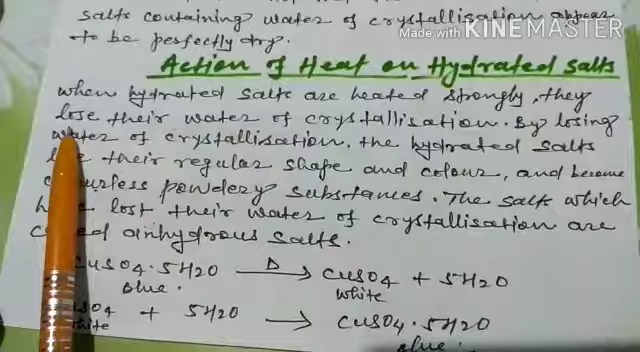 salts containing water of crystallisation appear
to be perfectly dry.
Made with KINEMASTER
Action of Heat on Hydrated Salts
when hydrated salts are heated strongly, they
lose their water of crystallisation. By losing
water of crystallisation, the hydrated salts
their regular shape and colour, and become
powdery substances. The salts which
lost their water of crystallisation are
anhydrous salts.
CuSO4.5H2O Δ→ CuSO4 + 5H2O
blue. white
+ 5H2O → CuSO4.5H2O
white blue.